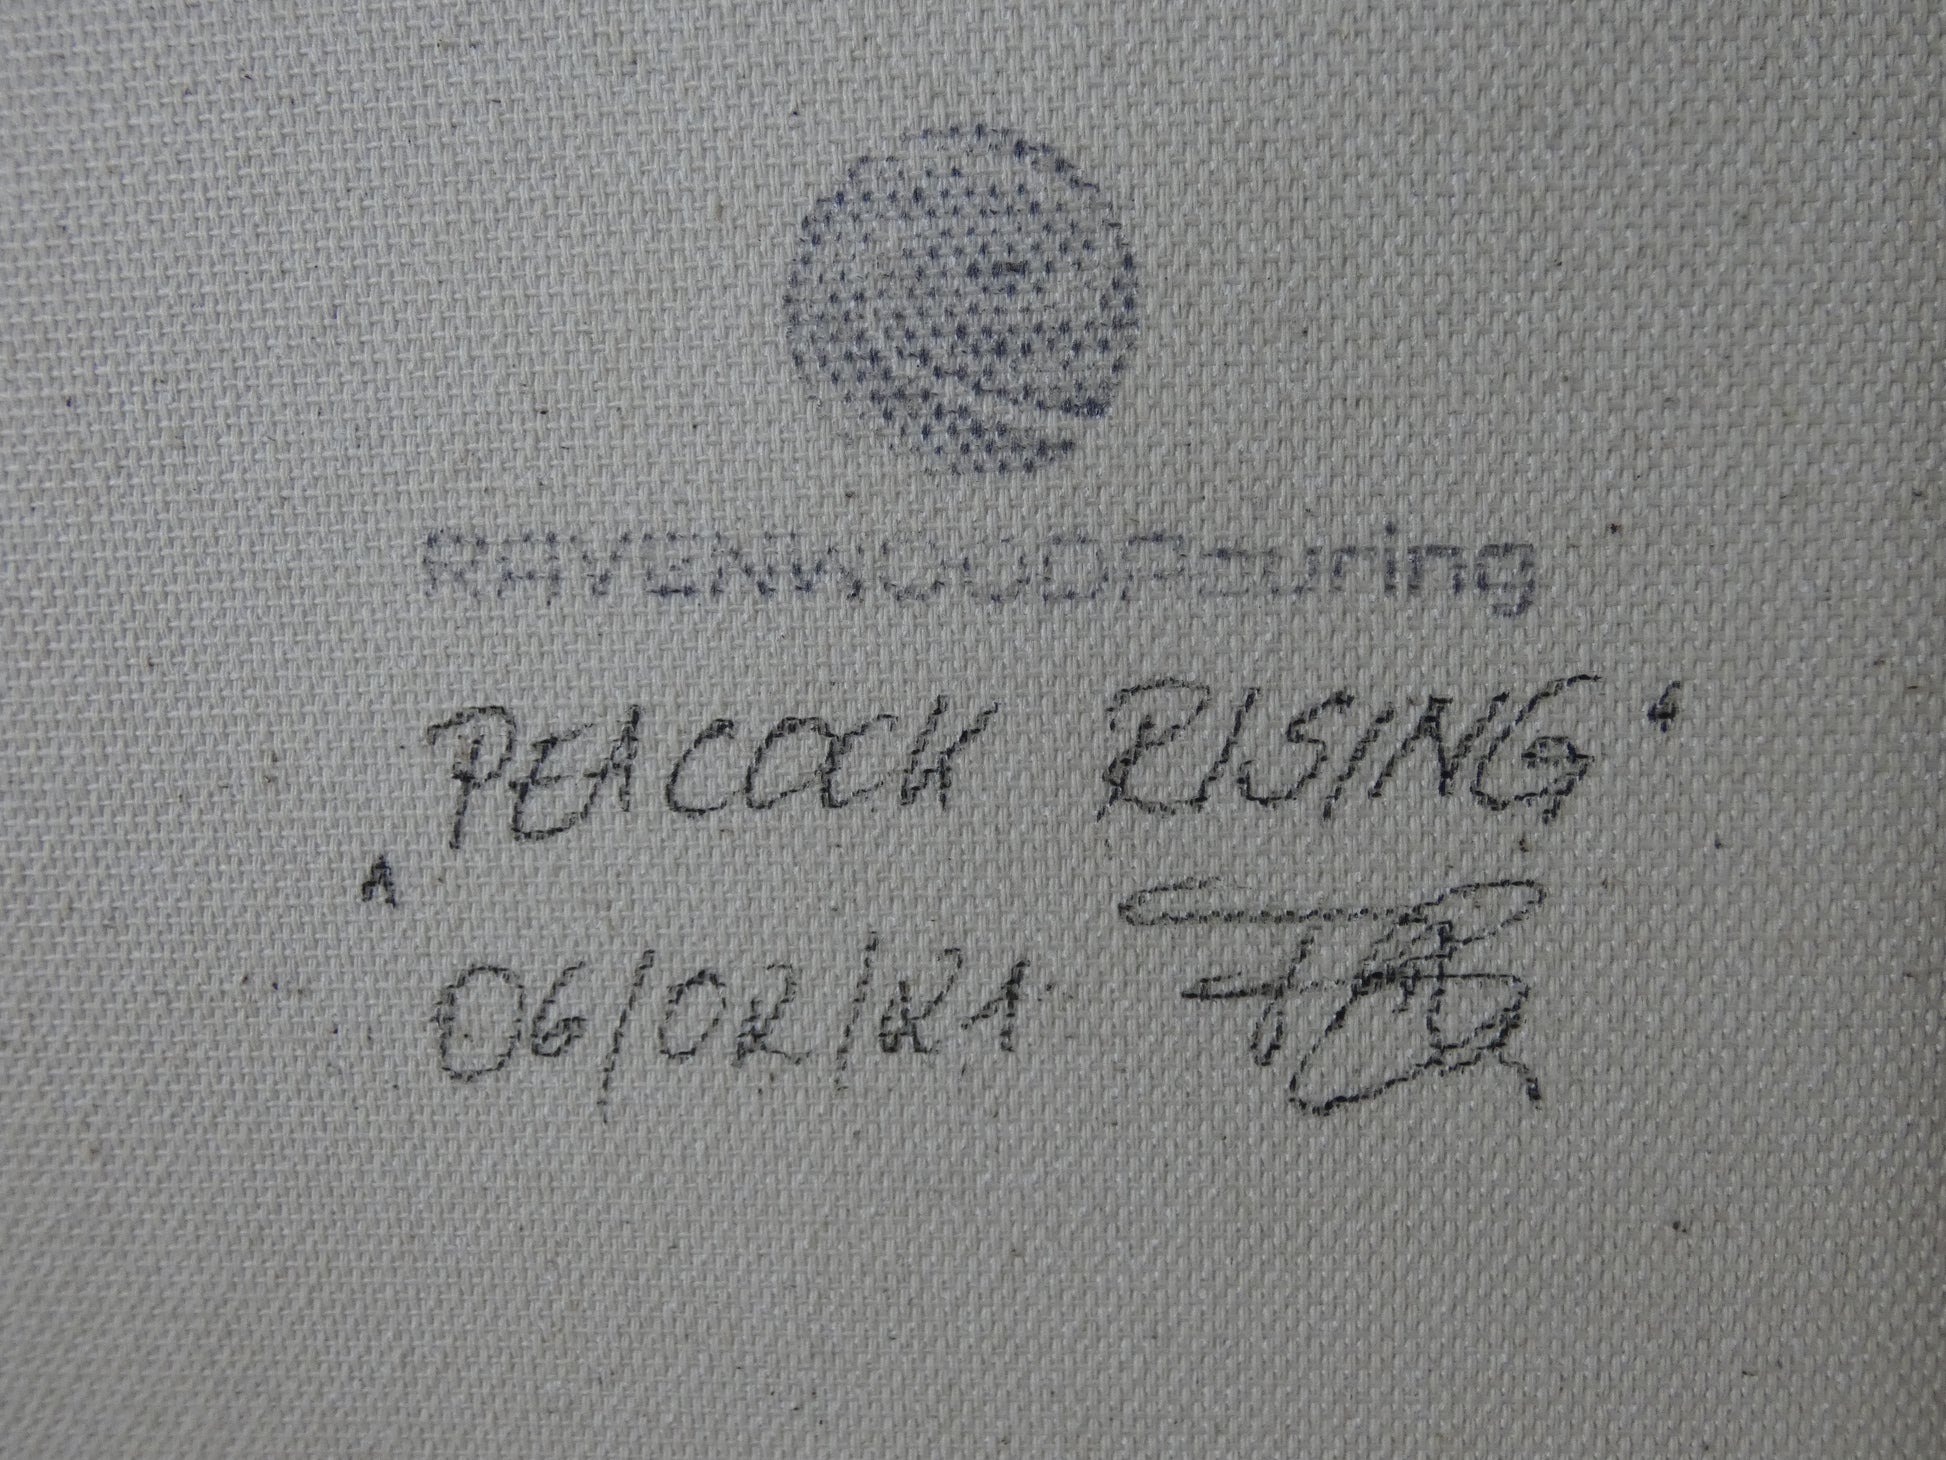 RAVENWOODPouring
„PEACOCK RISING“
06/02/21